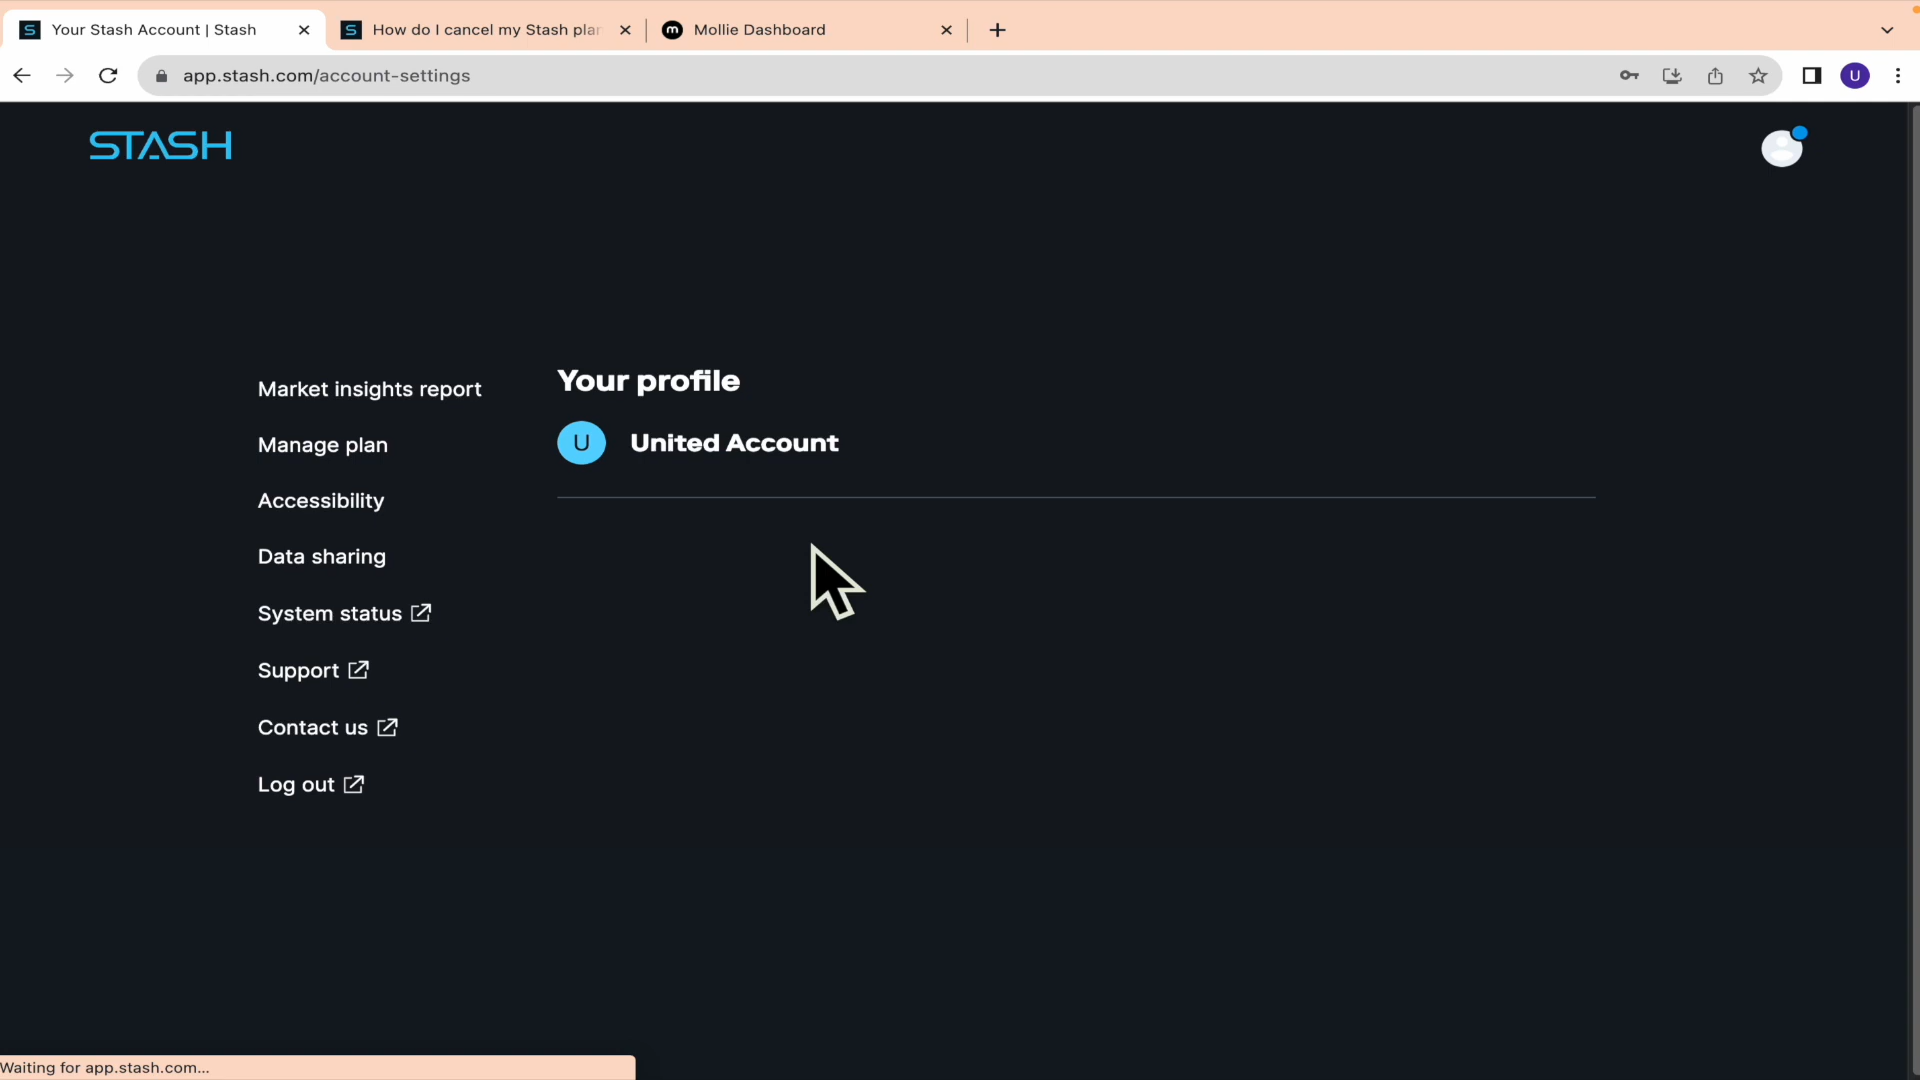 Your Stash Account | Stash
How do I cancel my Stash plan
Mollie Dashboard
app.stash.com/account-settings
U
STASH
Market insights report
Manage plan
Accessibility
Data sharing
System status
Support
Contact us
Log out
Your profile
U United Account
Waiting for app.stash.com...